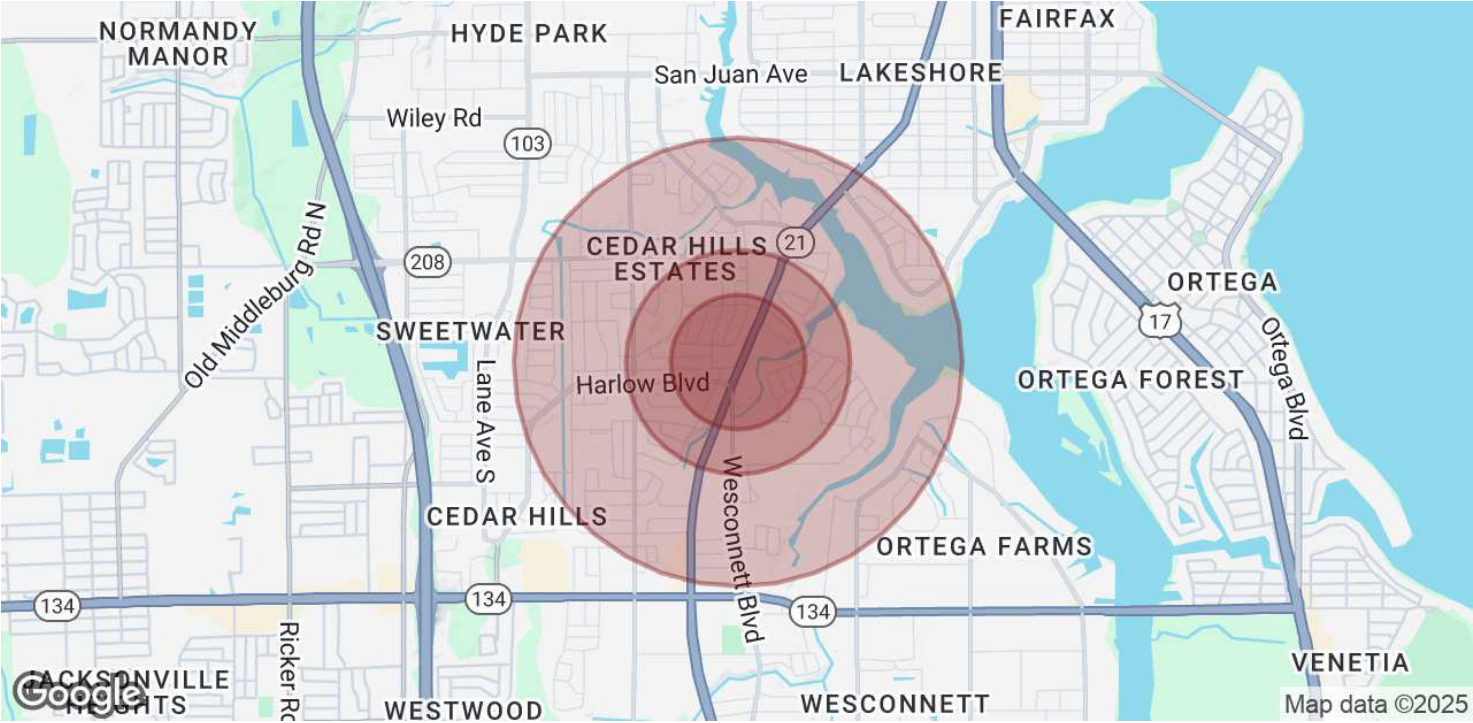 NORMANDY
MANOR
HYDE PARK
FAIRFAX
San Juan Ave
LAKESHORE
Wiley Rd
103
Old Middleburg Rd N
208
CEDAR HILLS
ESTATES
21
ORTEGA
17
SWEETWATER
Lane Ave S
Harlow Blvd
ORTEGA FOREST
Ortega Blvd
Wesconnett Blvd
CEDAR HILLS
ORTEGA FARMS
134
134
134
Ricker Rd
JACKSONVILLE
HEIGHTS
Google
WESTWOOD
WESCONNETT
VENETIA
Map data ©2025